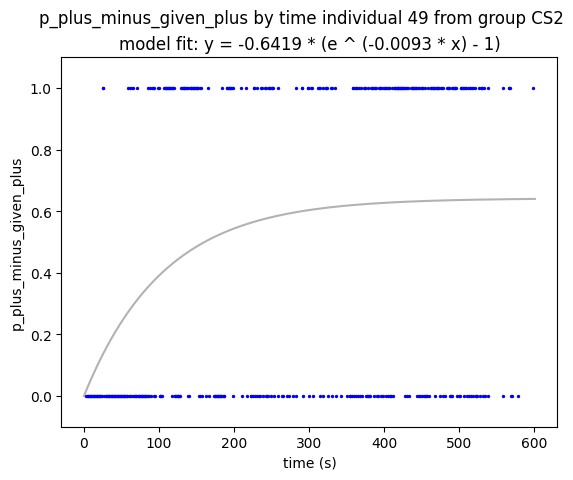 p_plus_minus_given_plus by time individual 49 from group CS2
model fit: y = -0.6419 * (e ^ (-0.0093 * x) - 1)
1.0
0.8
0.6
0.4
0.2
0.0
p_plus_minus_given_plus
0 100 200 300 400 500 600
time (s)